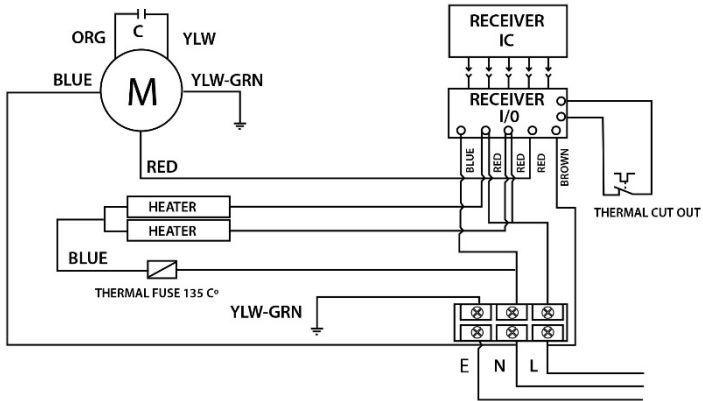 ORG
C
YLW
RECEIVER
IC
BLUE
M
YLW-GRN
RECEIVER
I/0
RED
BLUE
RED
RED
RED
BROWN
THERMAL CUT OUT
HEATER
HEATER
BLUE
THERMAL FUSE 135 Cº
YLW-GRN
E N L